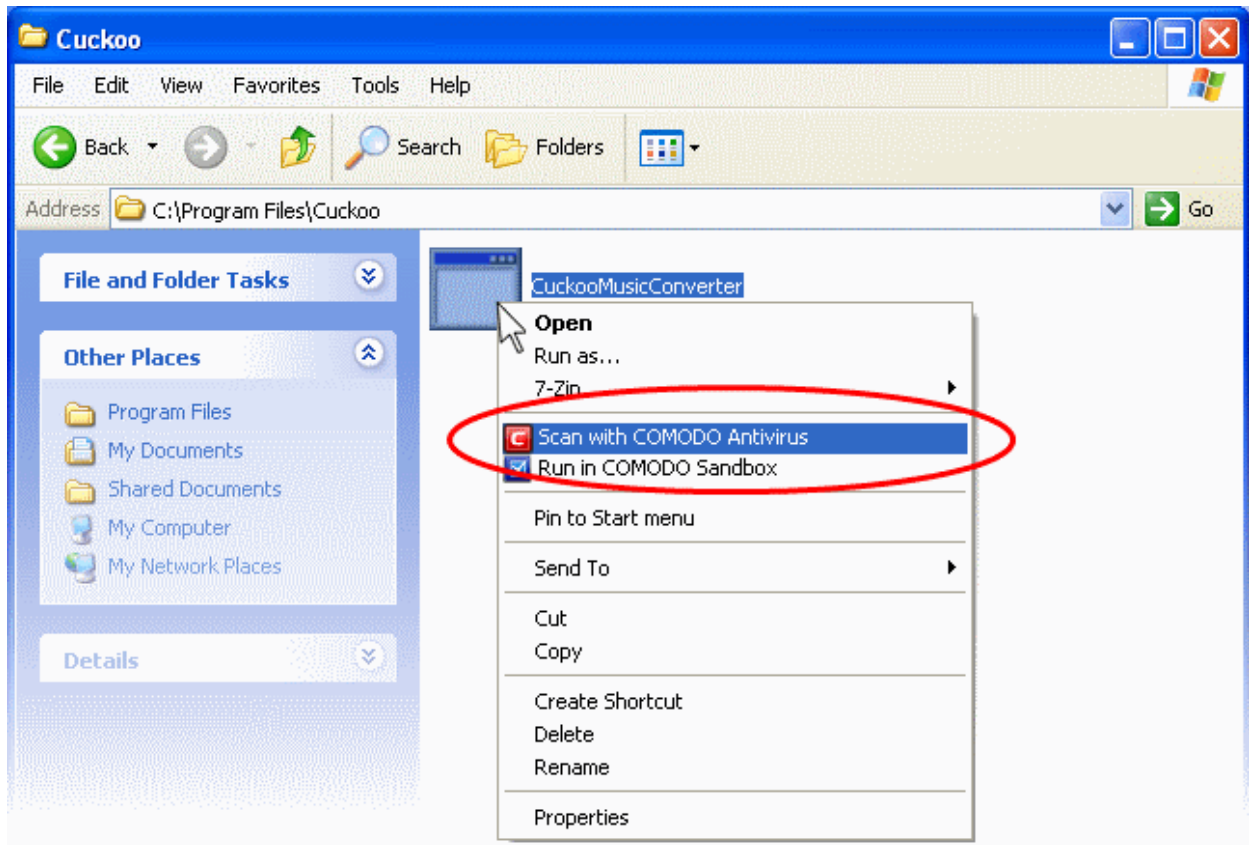 Cuckoo
File Edit View Favorites Tools Help
Back Search Folders
Address C:\Program Files\Cuckoo Go
File and Folder Tasks
Other Places
Program Files
My Documents
Shared Documents
My Computer
My Network Places
Details
CuckooMusicConverter
Open
Run as...
7-Zip
Scan with COMODO Antivirus
Run in COMODO Sandbox
Pin to Start menu
Send To
Cut
Copy
Create Shortcut
Delete
Rename
Properties